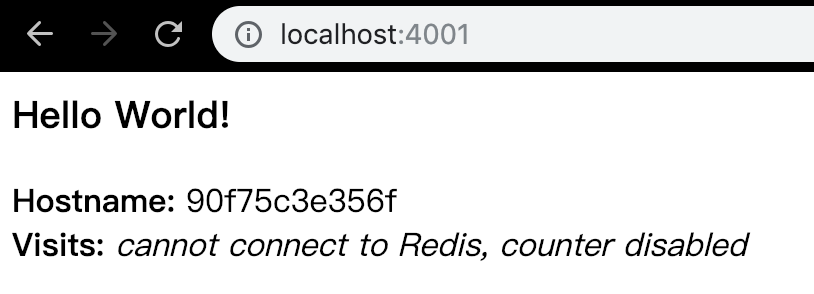 localhost:4001
Hello World!
Hostname: 90f75c3e356f
Visits: cannot connect to Redis, counter disabled